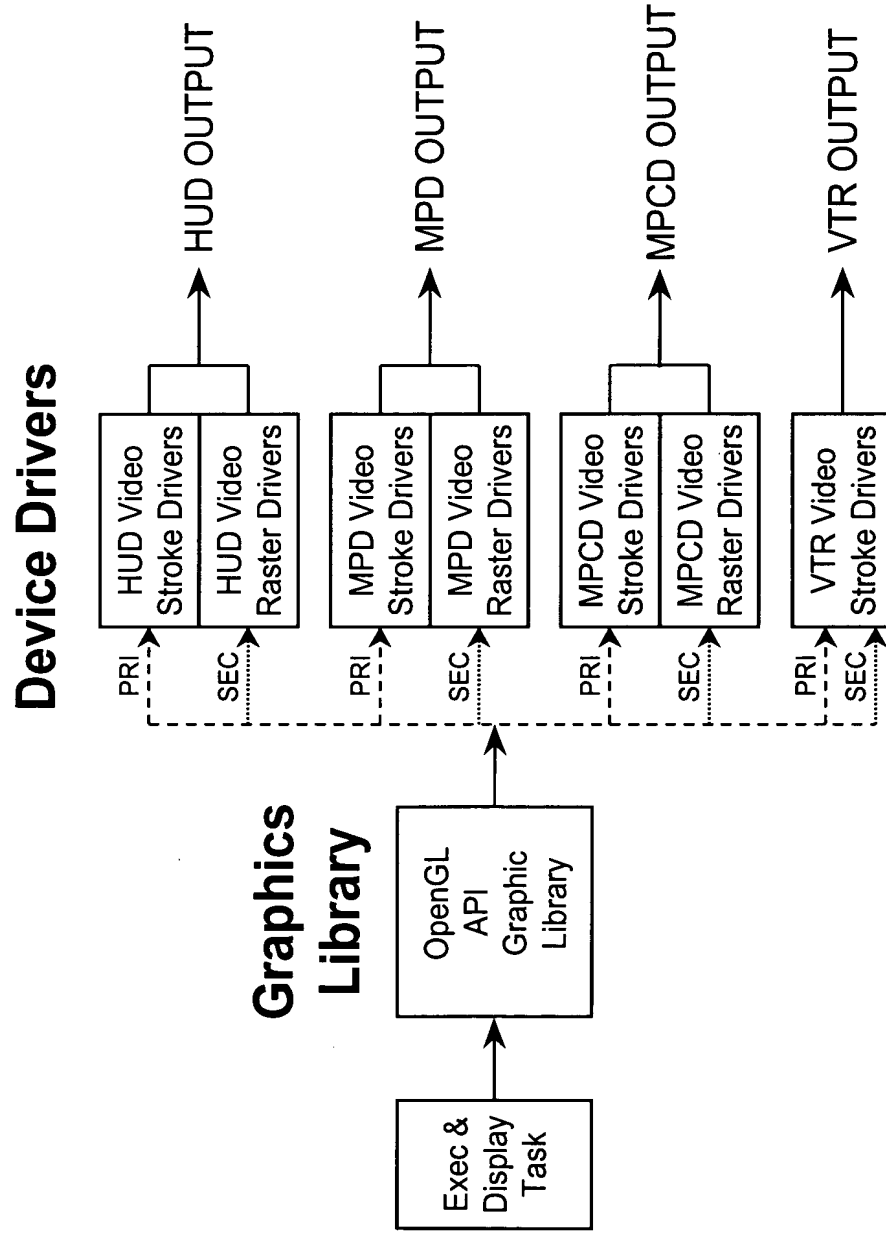 Device Drivers
Graphics
Library
Exec &
Display
Task
OpenGL
API
Graphic
Library
PRI
HUD Video
Stroke Drivers
SEC
HUD Video
Raster Drivers
HUD OUTPUT
PRI
MPD Video
Stroke Drivers
SEC
MPD Video
Raster Drivers
MPD OUTPUT
PRI
MPCD Video
Stroke Drivers
SEC
MPCD Video
Raster Drivers
MPCD OUTPUT
PRI
SEC
VTR Video
Stroke Drivers
VTR OUTPUT